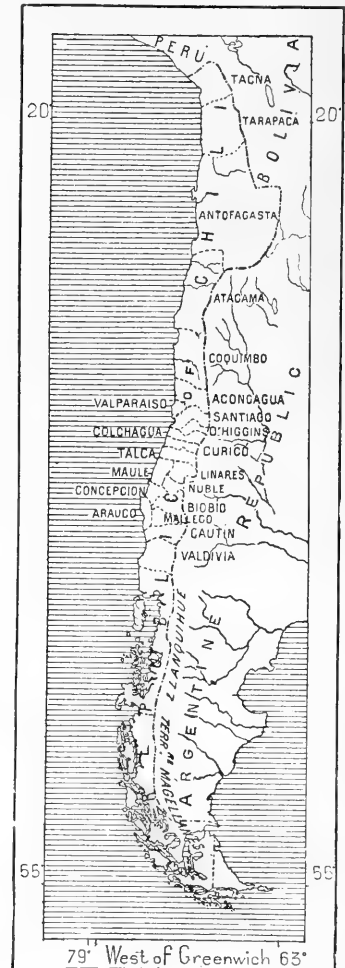 PERU
TACNA
20° 20°
TARAPACA
BOLIVIA
ANTOFAGASTA
ATACAMA
COQUIMBO
VALPARAISO ACONCAGUA
SANTIAGO
COLCHAGUA O'HIGGINS
TALCA CURICO
MAULE LINARES
CONCEPCION NUBLE
ARAUCO BIOBIO
MALLECO
CAUTIN
VALDIVIA
LLANQUIHUE
REPUBLIC OF CHILI
ARGENTINE REPUBLIC
55° 55°
79° West of Greenwich 63°